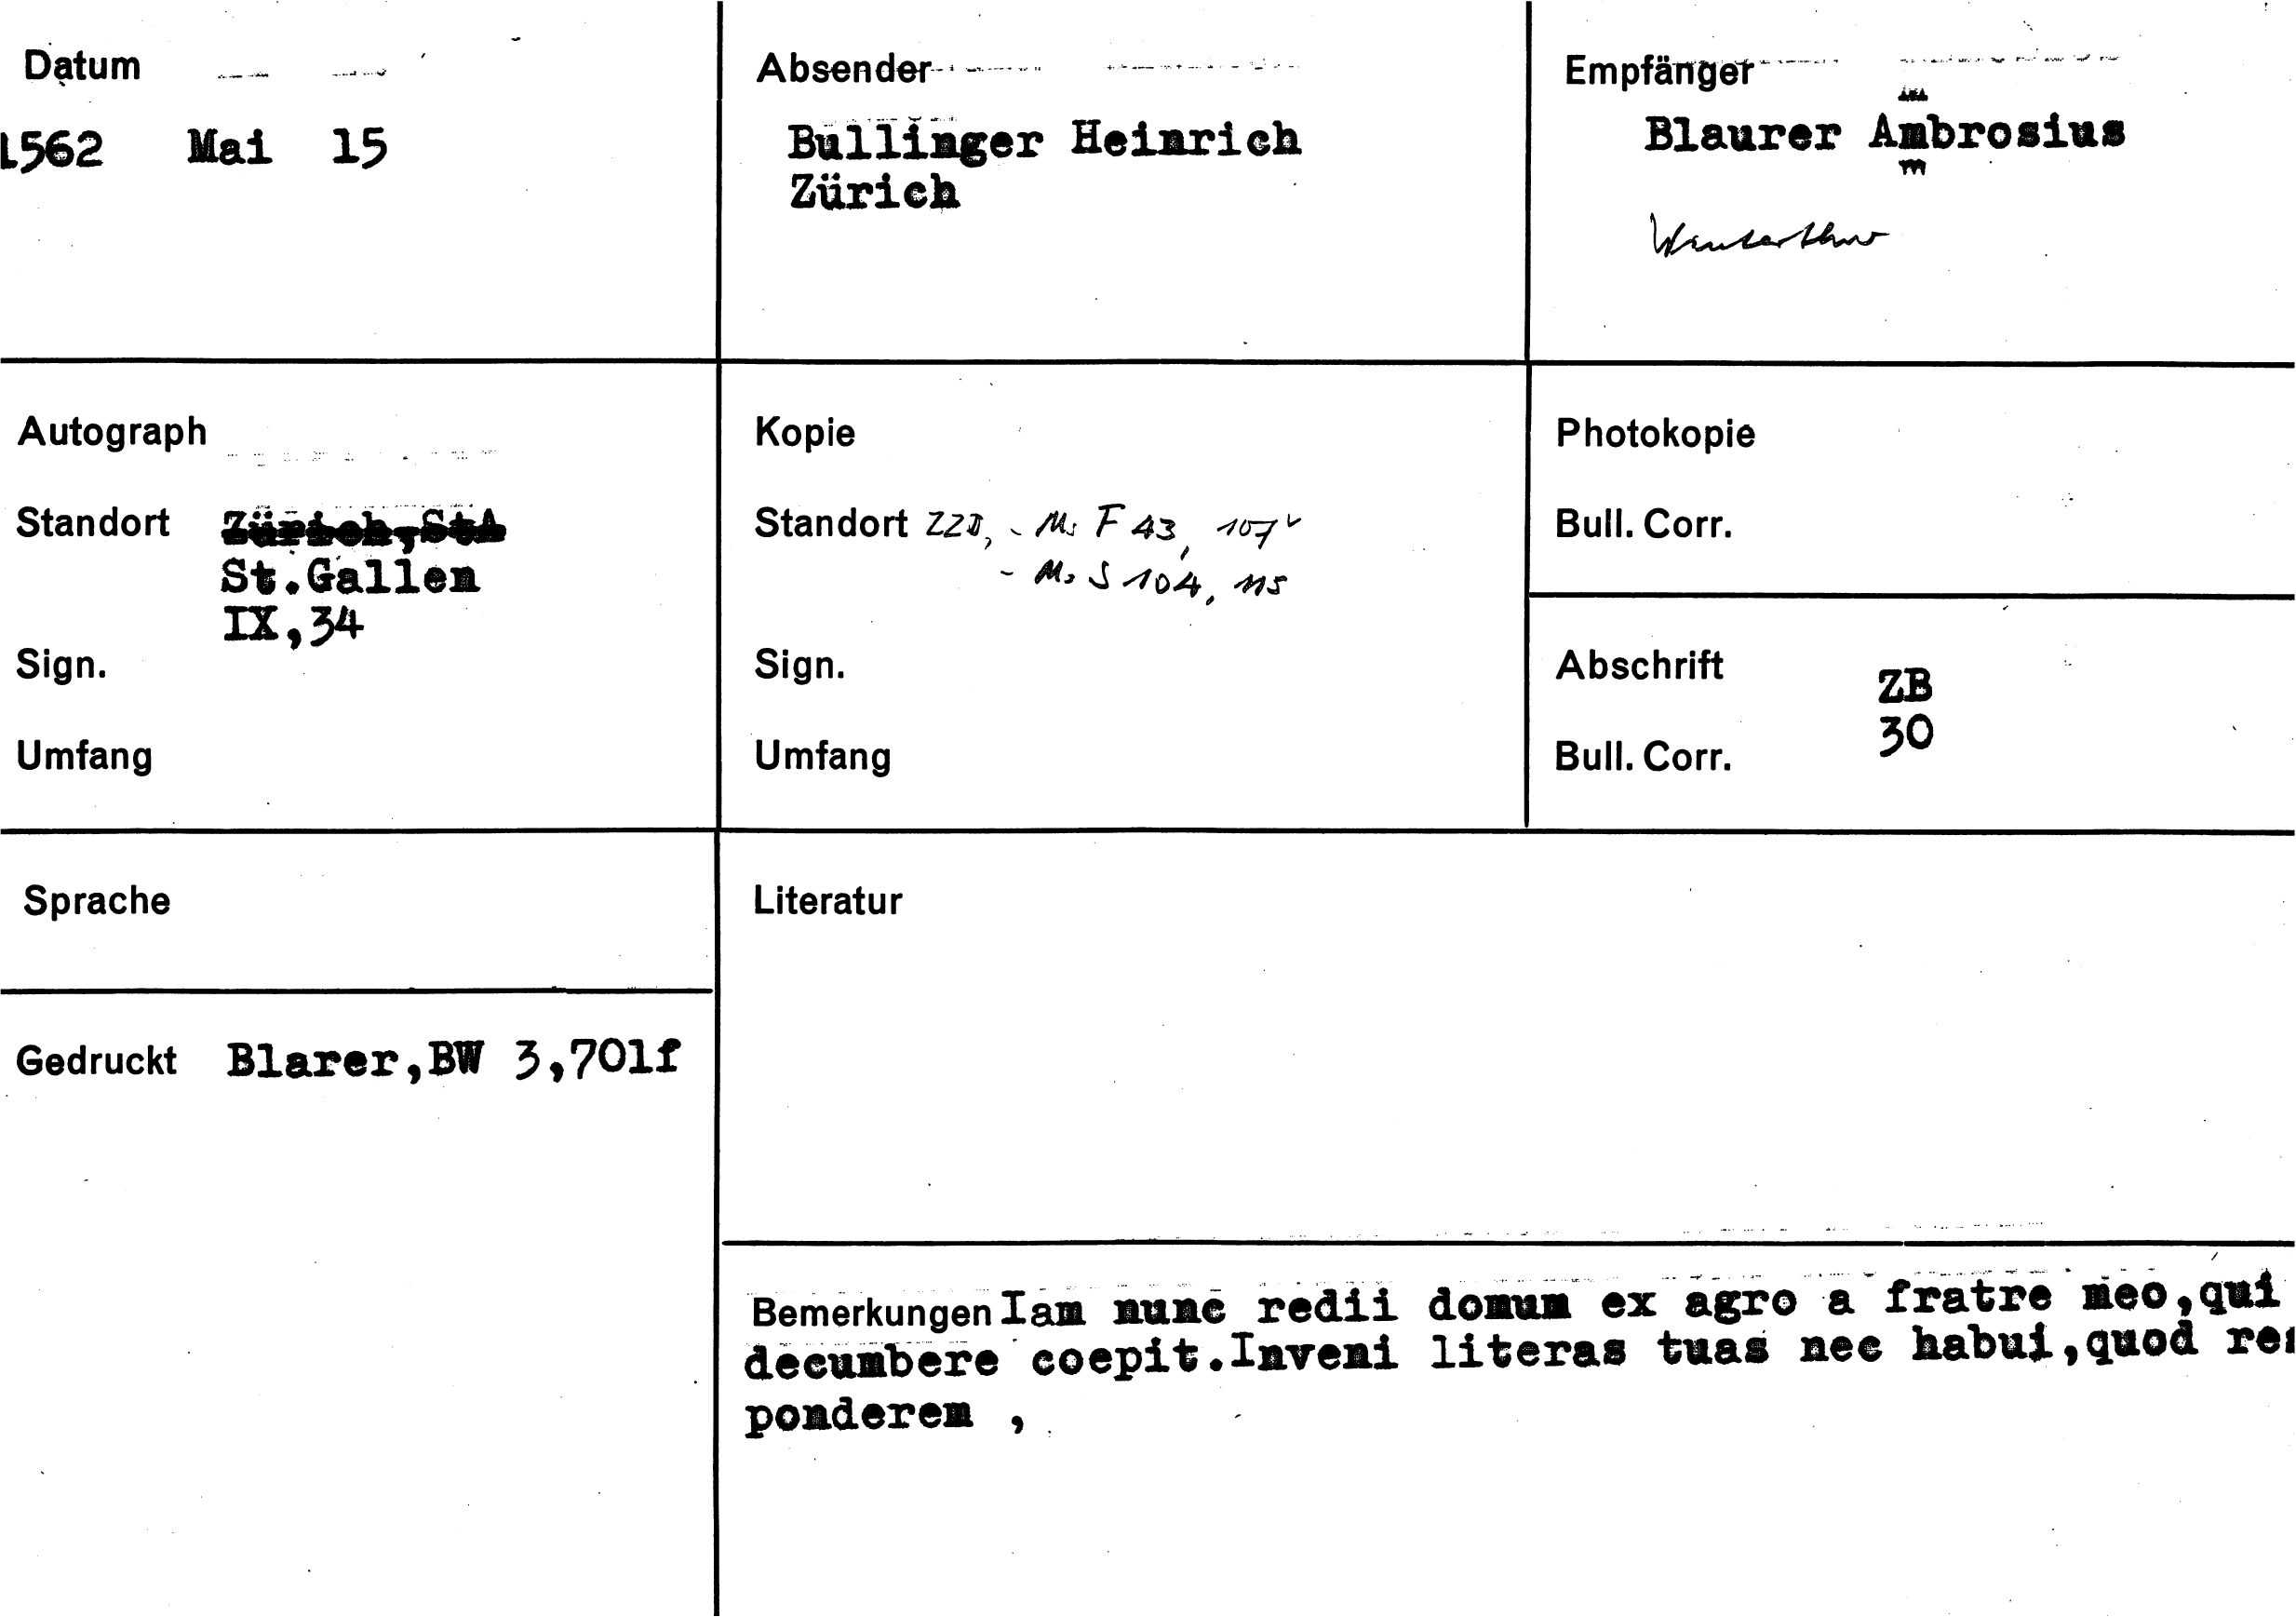 Datum
1562 Mai 15
Absender
Bullinger Heinrich
Zürich
Empfänger
Blaurer Ambrosius
Winterthur
Autograph
Standort Zürich, StA
St.Gallen
IX,34
Sign.
Umfang
Kopie
Standort ZZB, - Ms F 43, 107v
- Ms S 104, 115
Sign.
Umfang
Photokopie
Bull. Corr.
Abschrift ZB
30
Bull. Corr.
Sprache
Gedruckt Blarer,BW 3,701f
Literatur
Bemerkungen Iam nunc redii domum ex agro a fratre meo,qui
decumbere coepit.Inveni literas tuas nec habui,quod res
ponderem ,